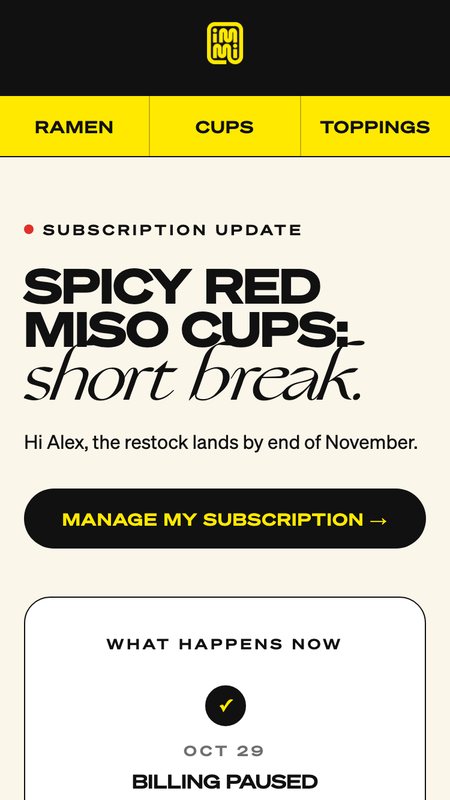 immi
RAMEN
CUPS
TOPPINGS
SUBSCRIPTION UPDATE
SPICY RED
MISO CUPS:
short break.
Hi Alex, the restock lands by end of November.
MANAGE MY SUBSCRIPTION →
WHAT HAPPENS NOW
✓
OCT 29
BILLING PAUSED